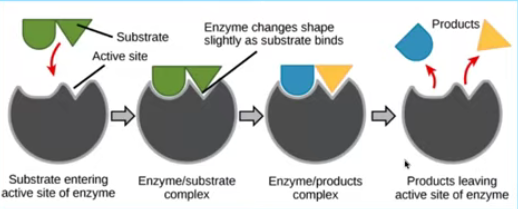 Substrate
Active site
Enzyme changes shape
slightly as substrate binds
Products
Substrate entering
active site of enzyme
Enzyme/substrate
complex
Enzyme/products
complex
Products leaving
active site of enzyme